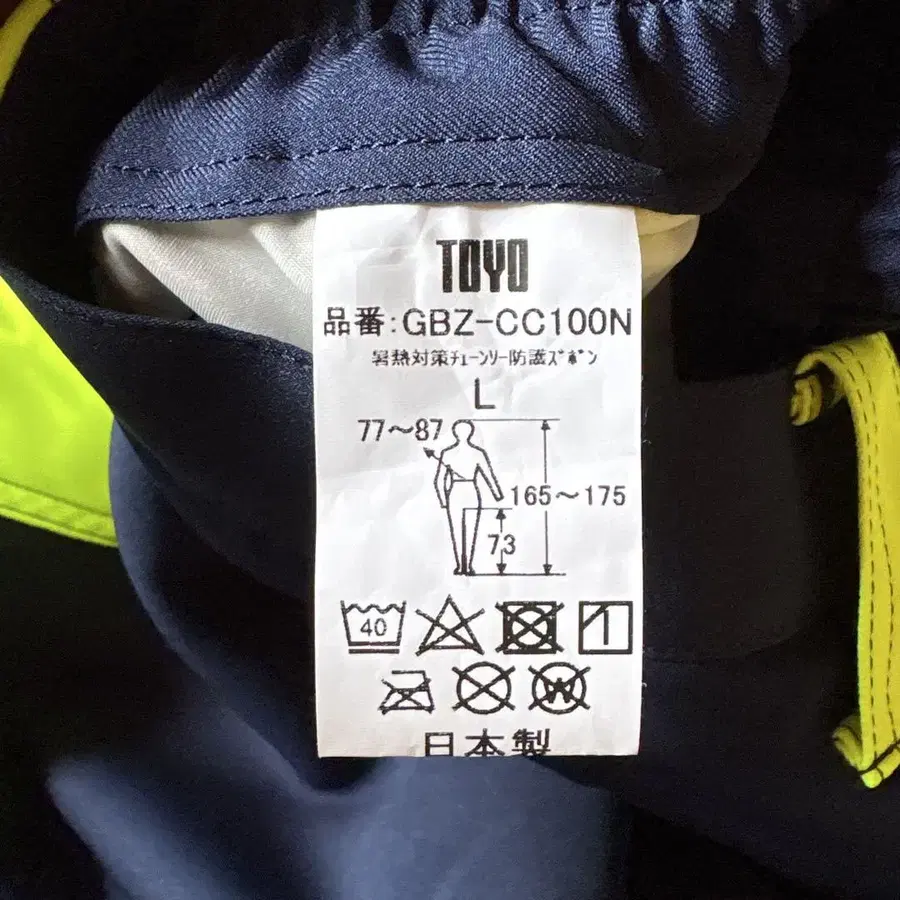 TOYO
品番:GBZ-CC100N
暑熱対策ﾁｪｰﾝｿｰ防護ｽﾞﾎﾞﾝ
L
77～87
165～175
73
40
W
日本製